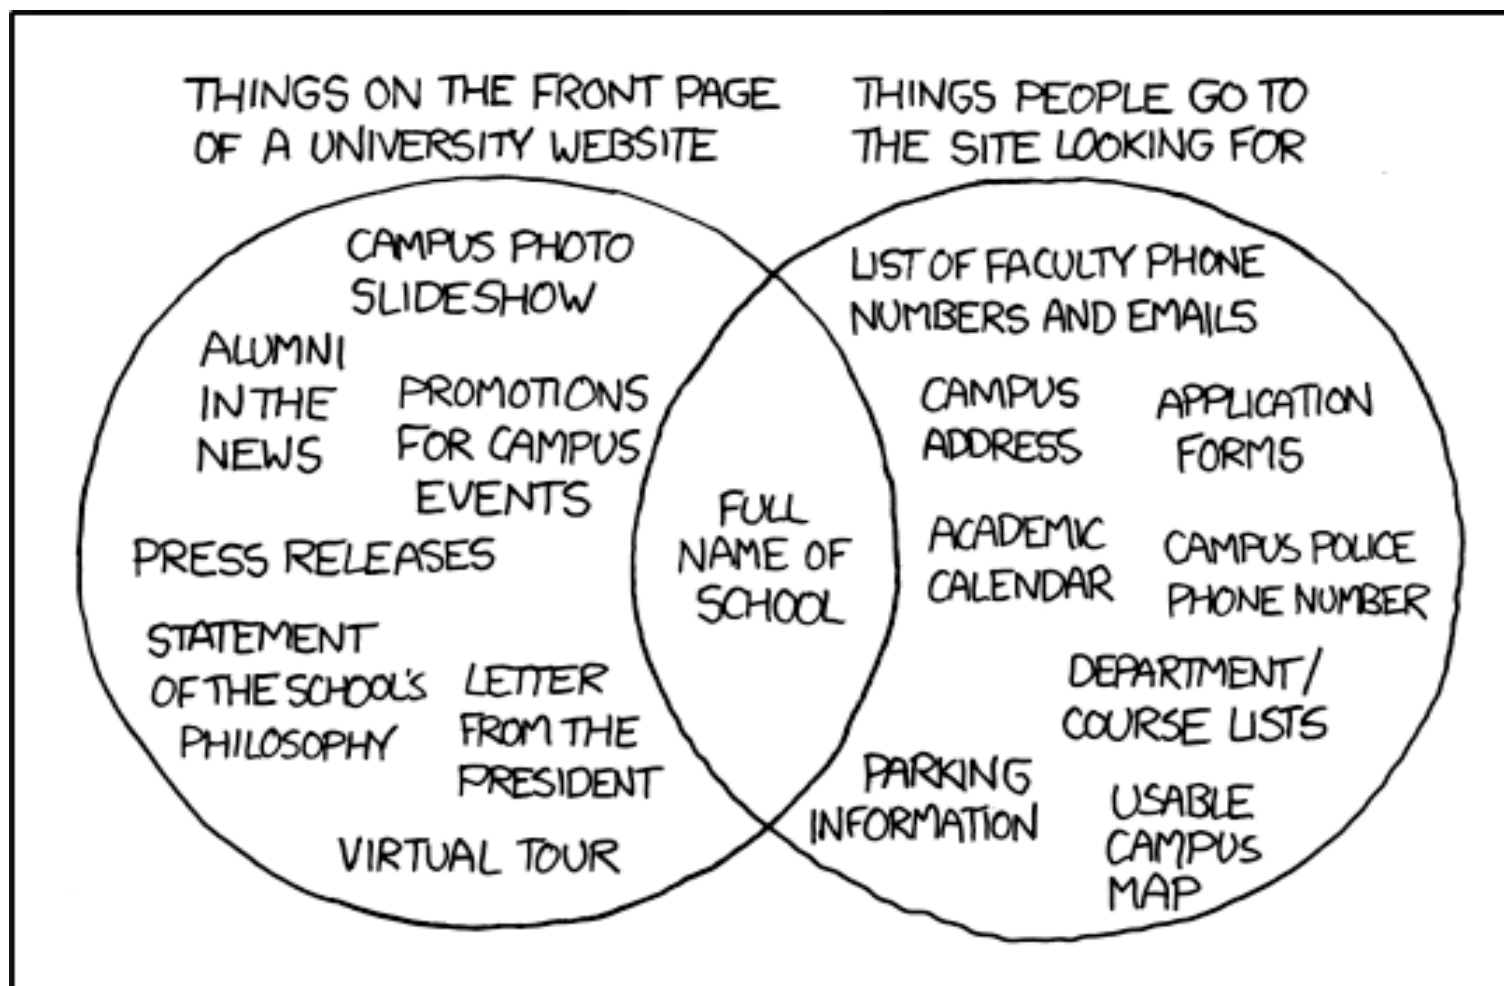 THINGS ON THE FRONT PAGE
OF A UNIVERSITY WEBSITE
THINGS PEOPLE GO TO
THE SITE LOOKING FOR
CAMPUS PHOTO
SLIDESHOW
ALUMNI
IN THE
NEWS
PROMOTIONS
FOR CAMPUS
EVENTS
PRESS RELEASES
STATEMENT
OF THE SCHOOL'S
PHILOSOPHY
LETTER
FROM THE
PRESIDENT
VIRTUAL TOUR
FULL
NAME OF
SCHOOL
LIST OF FACULTY PHONE
NUMBERS AND EMAILS
CAMPUS
ADDRESS
APPLICATION
FORMS
ACADEMIC
CALENDAR
CAMPUS POLICE
PHONE NUMBER
DEPARTMENT/
COURSE LISTS
PARKING
INFORMATION
USABLE
CAMPUS
MAP